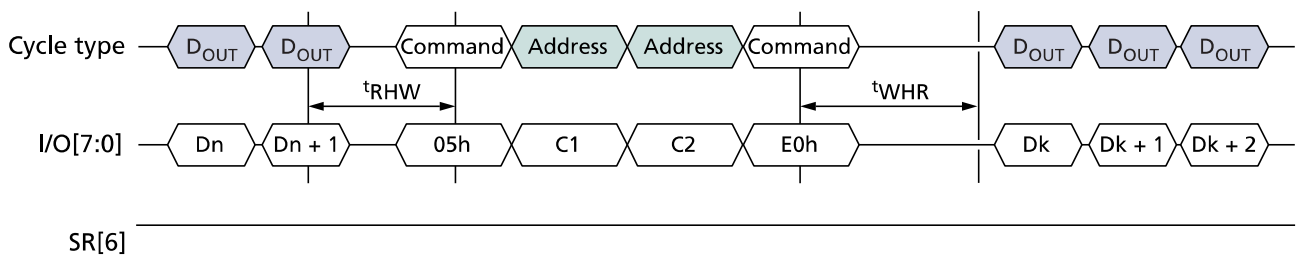 Cycle type DOUT DOUT Command Address Address Command DOUT DOUT DOUT
tRHW tWHR
I/O[7:0] Dn Dn + 1 05h C1 C2 E0h Dk Dk + 1 Dk + 2
SR[6]